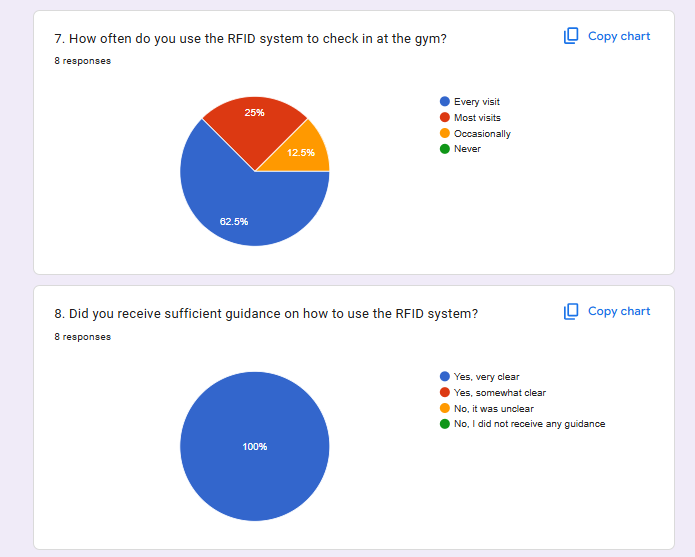 7. How often do you use the RFID system to check in at the gym?
Copy chart
8 responses
25%
12.5%
62.5%
Every visit
Most visits
Occasionally
Never
8. Did you receive sufficient guidance on how to use the RFID system?
Copy chart
8 responses
100%
Yes, very clear
Yes, somewhat clear
No, it was unclear
No, I did not receive any guidance